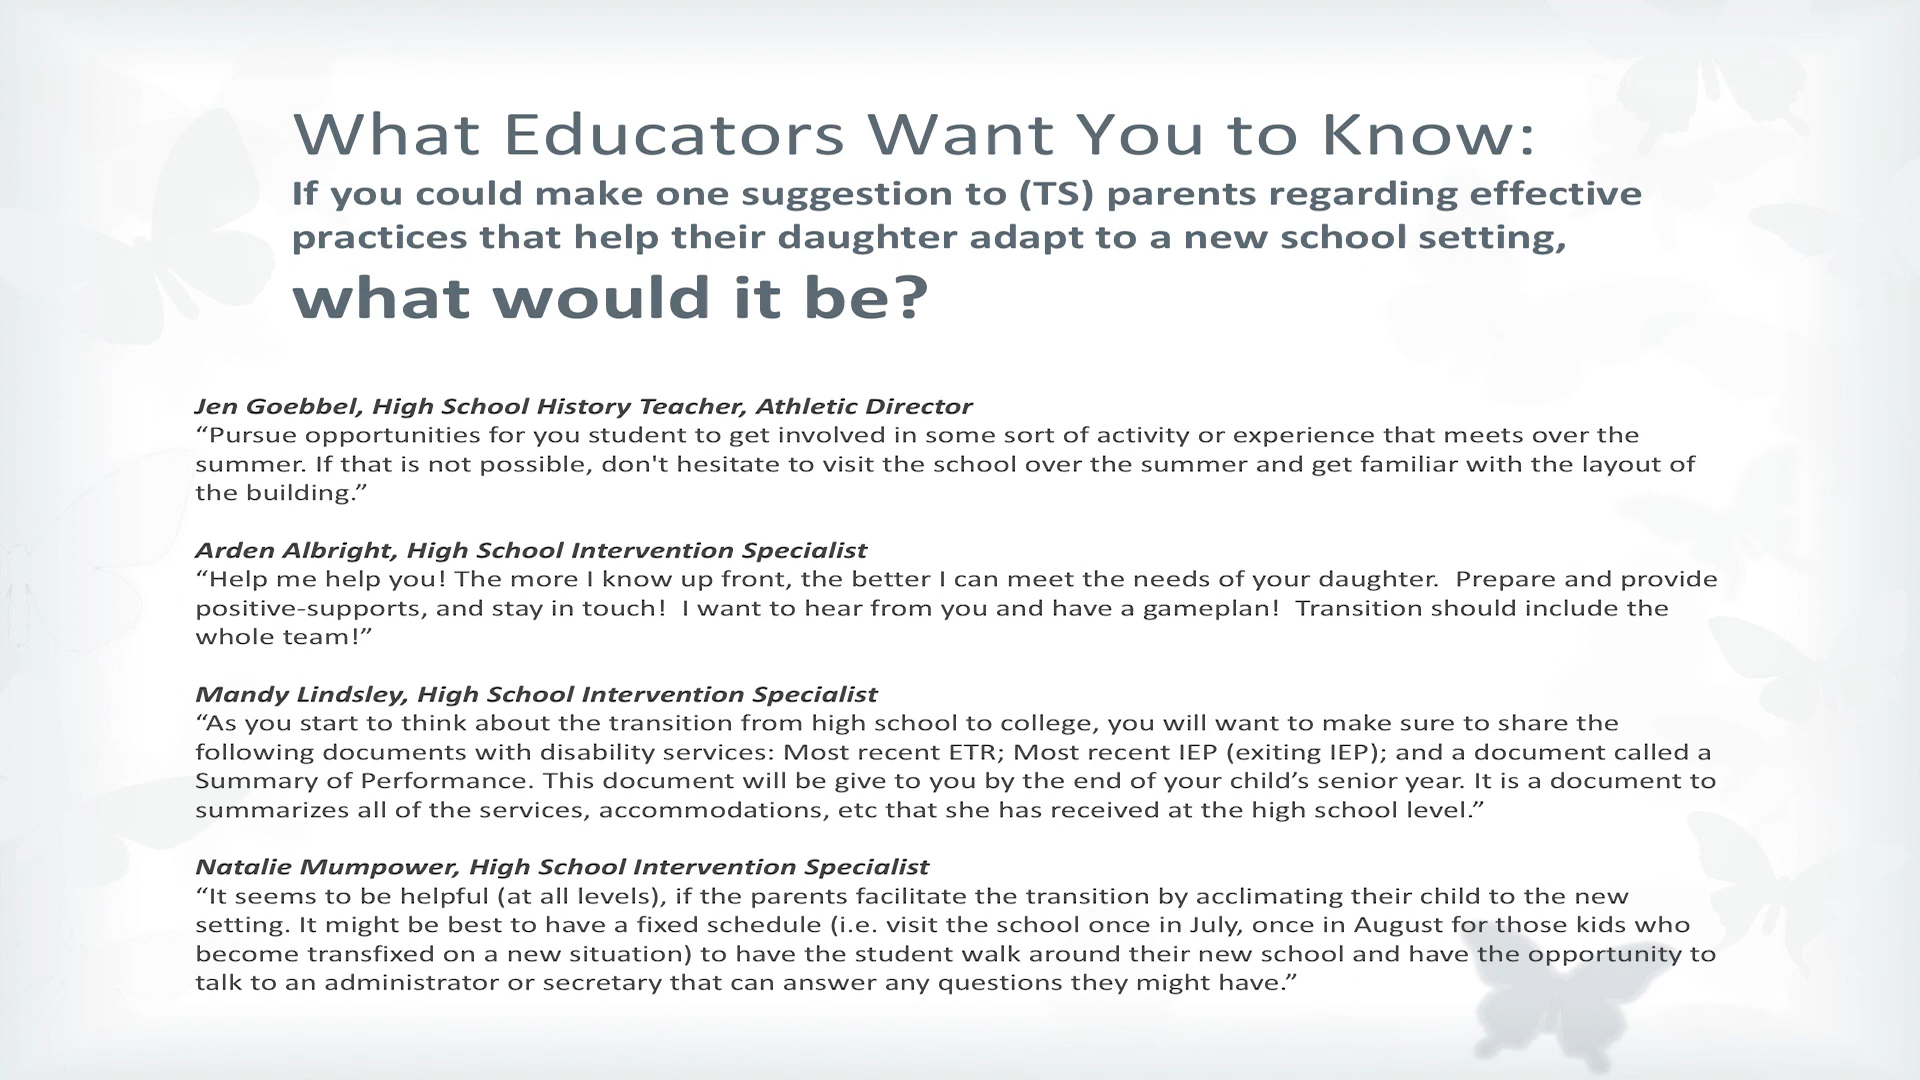 What Educators Want You to Know:
If you could make one suggestion to (TS) parents regarding effective
practices that help their daughter adapt to a new school setting,
what would it be?
Jen Goebbel, High School History Teacher, Athletic Director
“Pursue opportunities for you student to get involved in some sort of activity or experience that meets over the
summer. If that is not possible, don't hesitate to visit the school over the summer and get familiar with the layout of
the building.”
Arden Albright, High School Intervention Specialist
“Help me help you! The more I know up front, the better I can meet the needs of your daughter.  Prepare and provide
positive-supports, and stay in touch!  I want to hear from you and have a gameplan!  Transition should include the
whole team!”
Mandy Lindsley, High School Intervention Specialist
“As you start to think about the transition from high school to college, you will want to make sure to share the
following documents with disability services: Most recent ETR; Most recent IEP (exiting IEP); and a document called a
Summary of Performance. This document will be give to you by the end of your child’s senior year. It is a document to
summarizes all of the services, accommodations, etc that she has received at the high school level.”
Natalie Mumpower, High School Intervention Specialist
“It seems to be helpful (at all levels), if the parents facilitate the transition by acclimating their child to the new
setting. It might be best to have a fixed schedule (i.e. visit the school once in July, once in August for those kids who
become transfixed on a new situation) to have the student walk around their new school and have the opportunity to
talk to an administrator or secretary that can answer any questions they might have.”